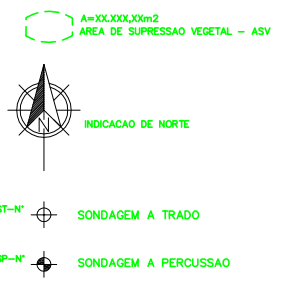 A=XX.XXX,XXm2
AREA DE SUPRESSAO VEGETAL - ASV
N
INDICACAO DE NORTE
ST-N°
SONDAGEM A TRADO
SP-N°
SONDAGEM A PERCUSSAO